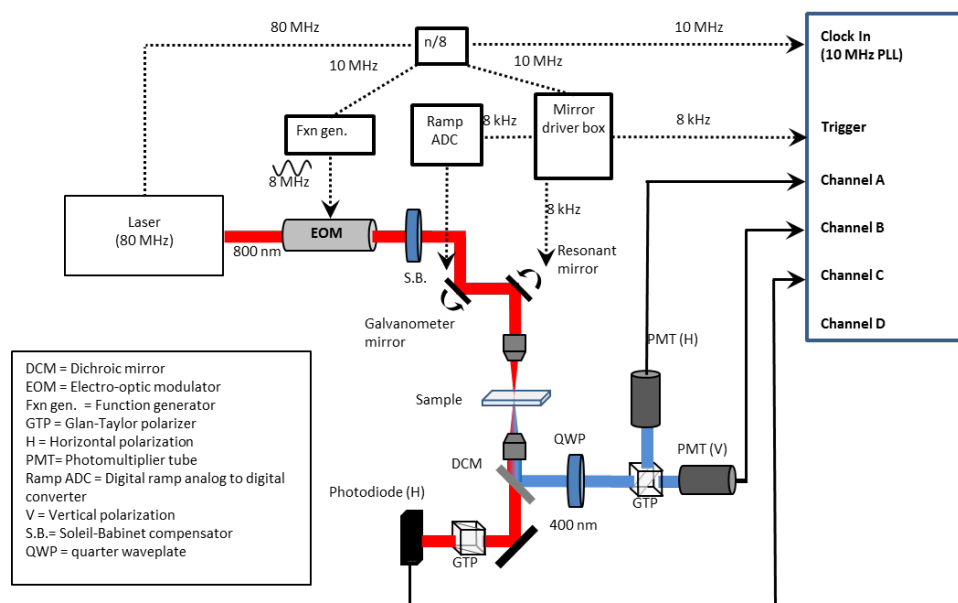 80 MHz
n/8
10 MHz
Clock In
(10 MHz PLL)
10 MHz
10 MHz
Fxn gen.
8 MHz
Ramp
ADC
8 kHz
Mirror
driver box
8 kHz
Trigger
Channel A
Laser
(80 MHz)
EOM
800 nm
S.B.
8 kHz
Resonant
mirror
Channel B
Channel C
Channel D
Galvanometer
mirror
PMT (H)
Sample
DCM
QWP
PMT (V)
GTP
400 nm
Photodiode (H)
GTP
DCM = Dichroic mirror
EOM = Electro-optic modulator
Fxn gen. = Function generator
GTP = Glan-Taylor polarizer
H = Horizontal polarization
PMT= Photomultiplier tube
Ramp ADC = Digital ramp analog to digital
converter
V = Vertical polarization
S.B.= Soleil-Babinet compensator
QWP = quarter waveplate